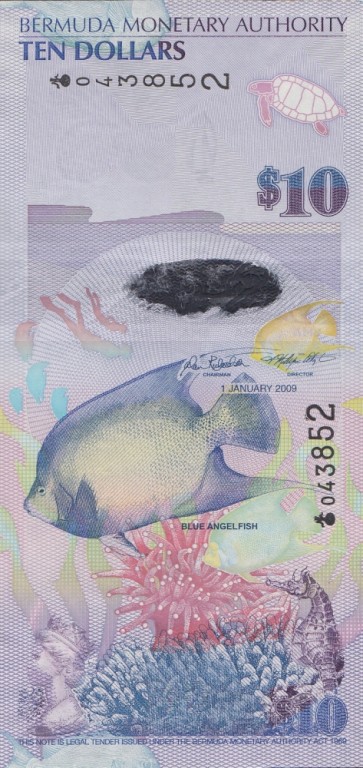 BERMUDA MONETARY AUTHORITY
TEN DOLLARS
043852
$10
CHAIRMAN
DIRECTOR
1 JANUARY 2009
043852
BLUE ANGELFISH
$10
THIS NOTE IS LEGAL TENDER ISSUED UNDER THE BERMUDA MONETARY AUTHORITY ACT 1969